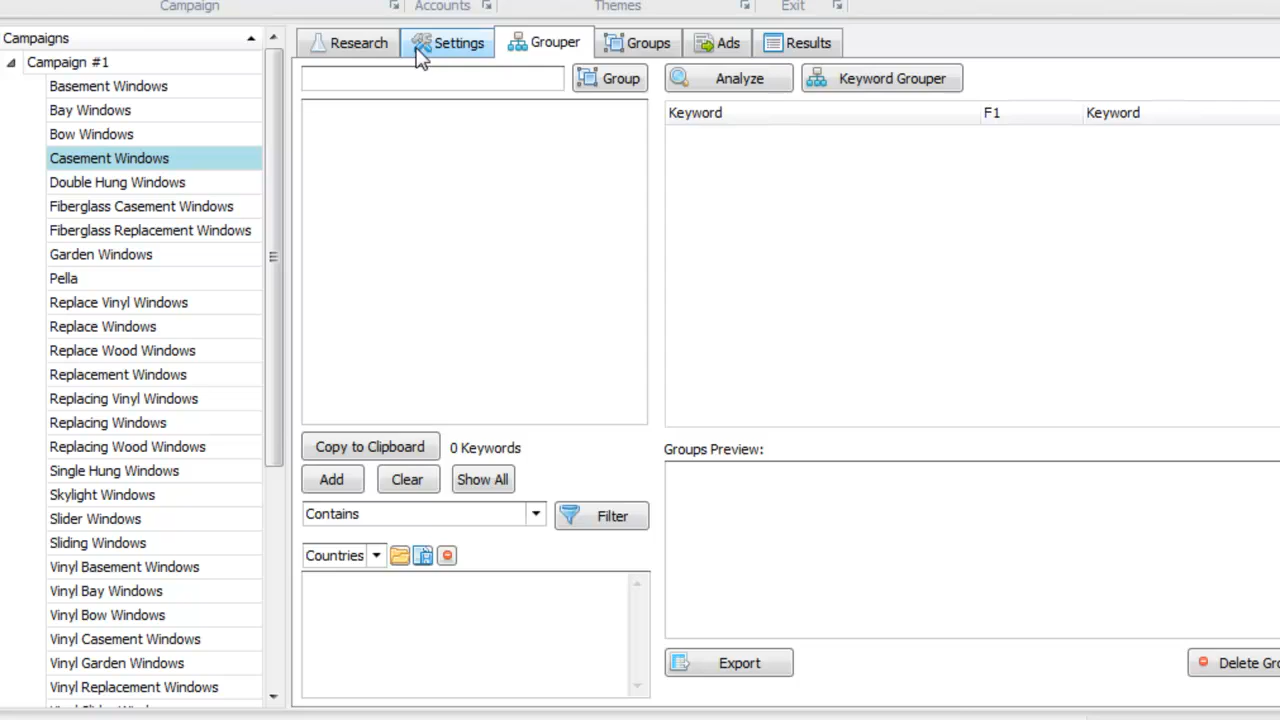 Campaign
Accounts
Themes
Exit
Campaigns
Campaign #1
Basement Windows
Bay Windows
Bow Windows
Casement Windows
Double Hung Windows
Fiberglass Casement Windows
Fiberglass Replacement Windows
Garden Windows
Pella
Replace Vinyl Windows
Replace Windows
Replace Wood Windows
Replacement Windows
Replacing Vinyl Windows
Replacing Windows
Replacing Wood Windows
Single Hung Windows
Skylight Windows
Slider Windows
Sliding Windows
Vinyl Basement Windows
Vinyl Bay Windows
Vinyl Bow Windows
Vinyl Casement Windows
Vinyl Garden Windows
Vinyl Replacement Windows
Research
Settings
Grouper
Groups
Ads
Results
Group
Analyze
Keyword Grouper
Keyword
F1
Keyword
Copy to Clipboard
0 Keywords
Add
Clear
Show All
Contains
Filter
Countries
Groups Preview:
Export
Delete Gro